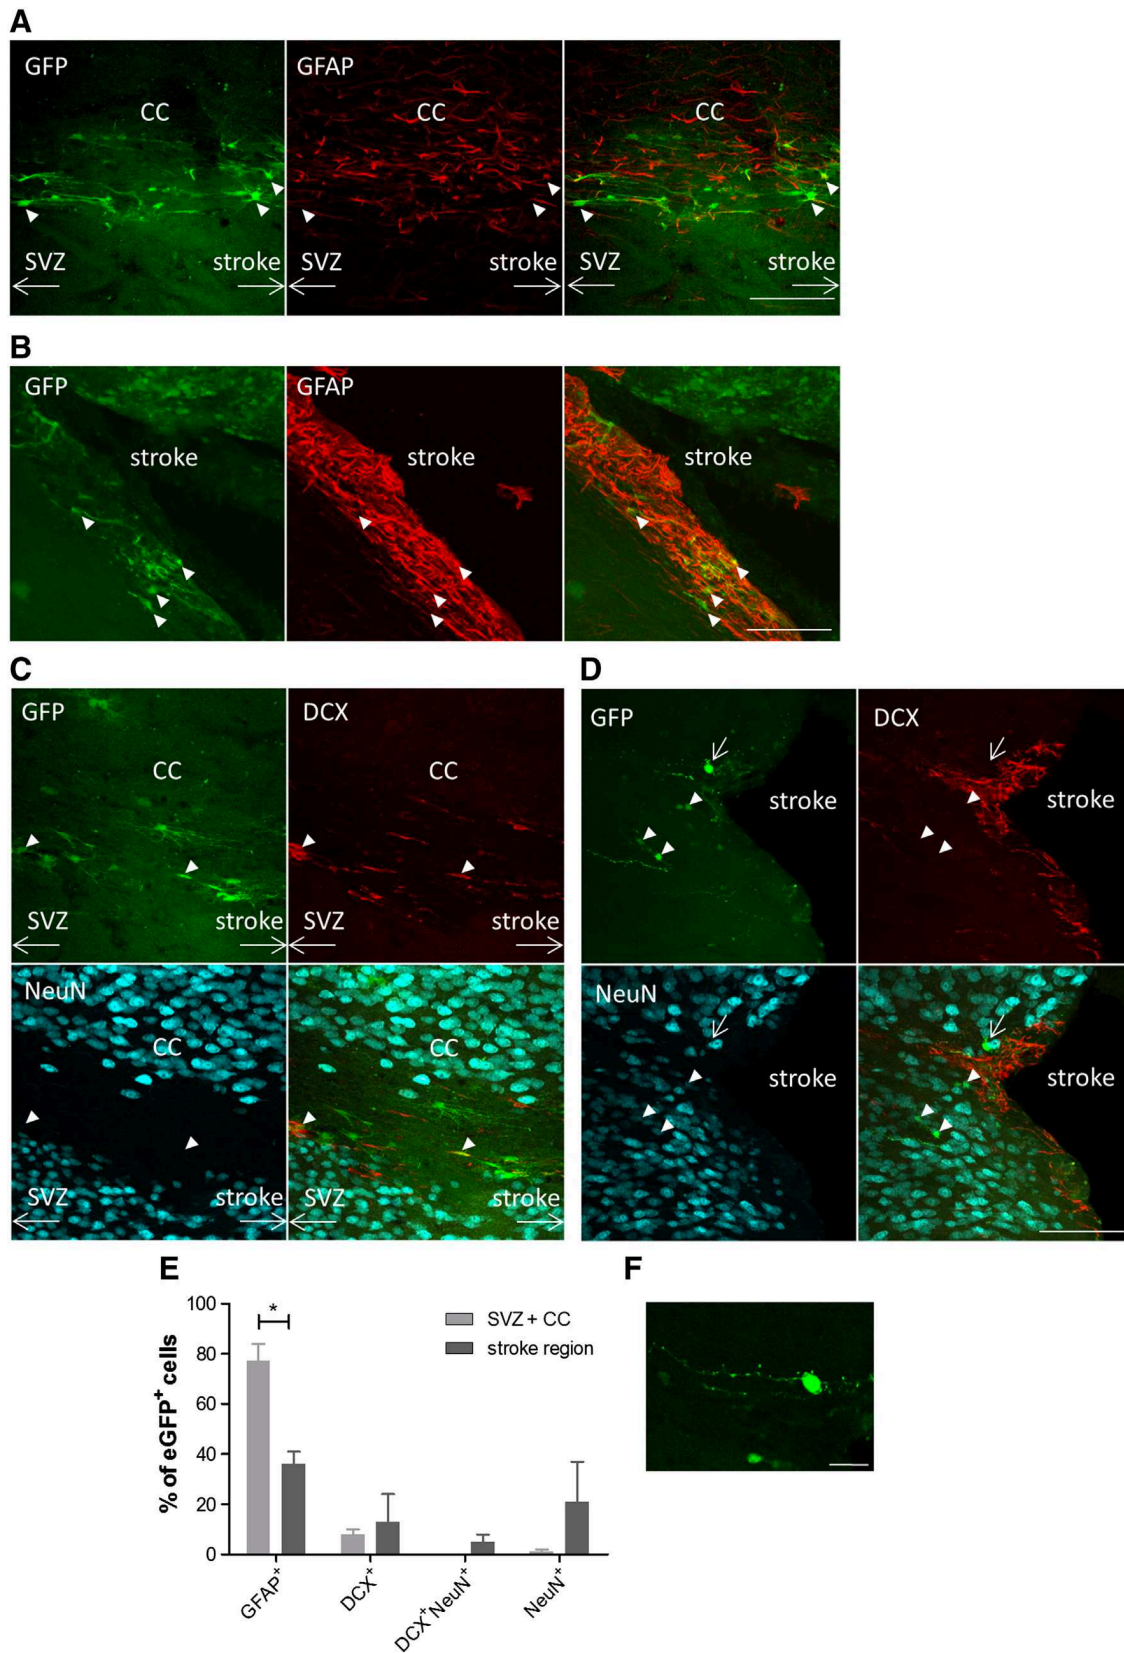 A
GFP
CC
SVZ
stroke
GFAP
CC
SVZ
stroke
CC
SVZ
stroke
B
GFP
stroke
GFAP
stroke
stroke
C
GFP
CC
SVZ
stroke
DCX
CC
SVZ
stroke
NeuN
CC
SVZ
stroke
CC
SVZ
stroke
D
GFP
stroke
DCX
stroke
NeuN
stroke
stroke
E
% of eGFP⁺ cells
100
80
60
40
20
0
*
SVZ + CC
stroke region
GFAP⁺
DCX⁺
DCX⁺NeuN⁺
NeuN⁺
F